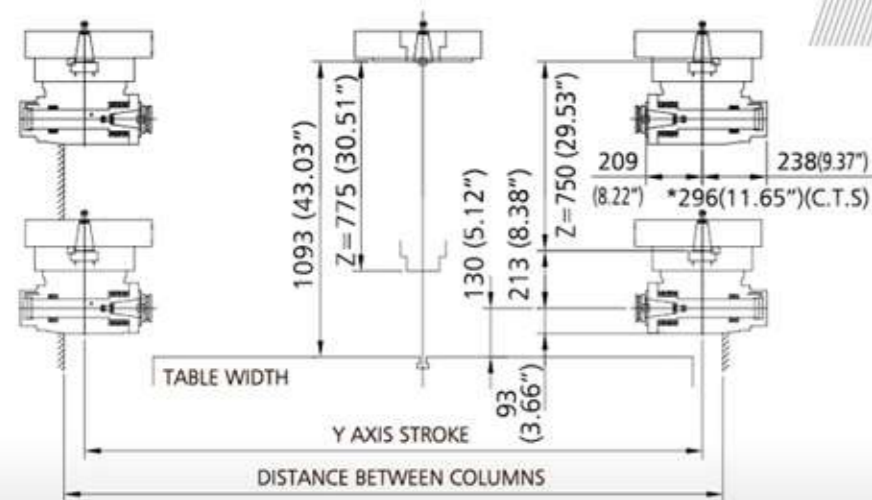 1093 (43.03″)
Z=775 (30.51″)
130 (5.12″)
213 (8.38″)
Z=750 (29.53″)
209
(8.22″)
238(9.37″)
*296(11.65″)(C.T.S)
93
(3.66″)
TABLE WIDTH
Y AXIS STROKE
DISTANCE BETWEEN COLUMNS